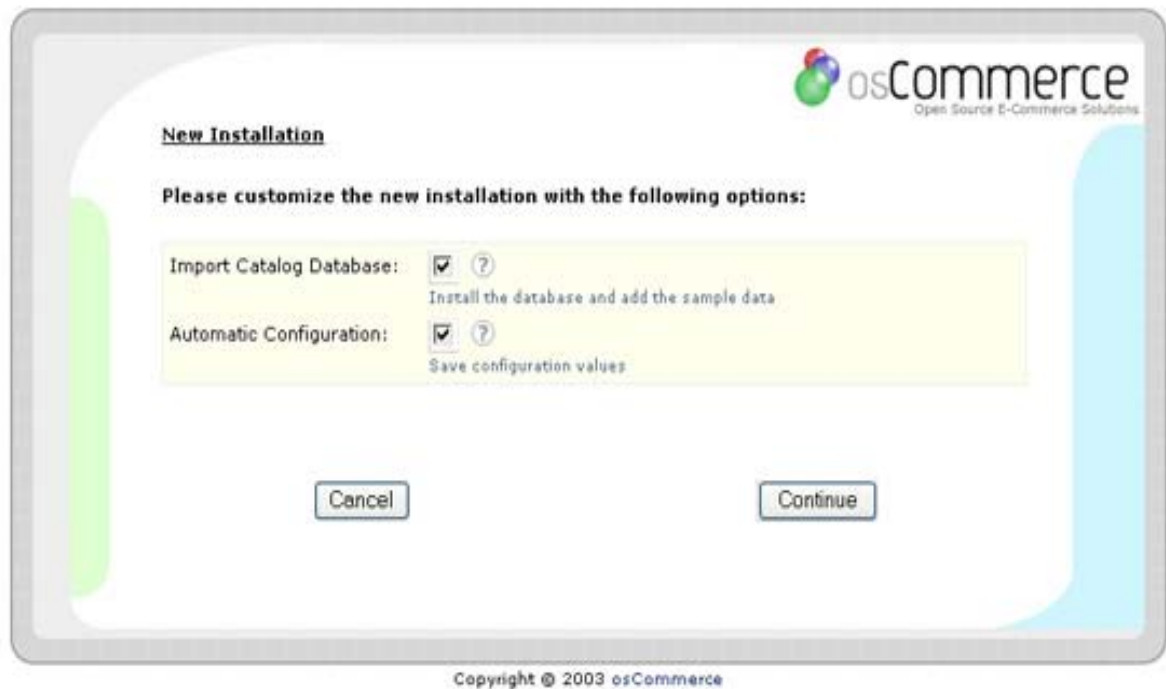 osCommerce
Open Source E-Commerce Solutions
New Installation
Please customize the new installation with the following options:
Import Catalog Database:
Install the database and add the sample data
Automatic Configuration:
Save configuration values
Cancel
Continue
Copyright © 2003 osCommerce